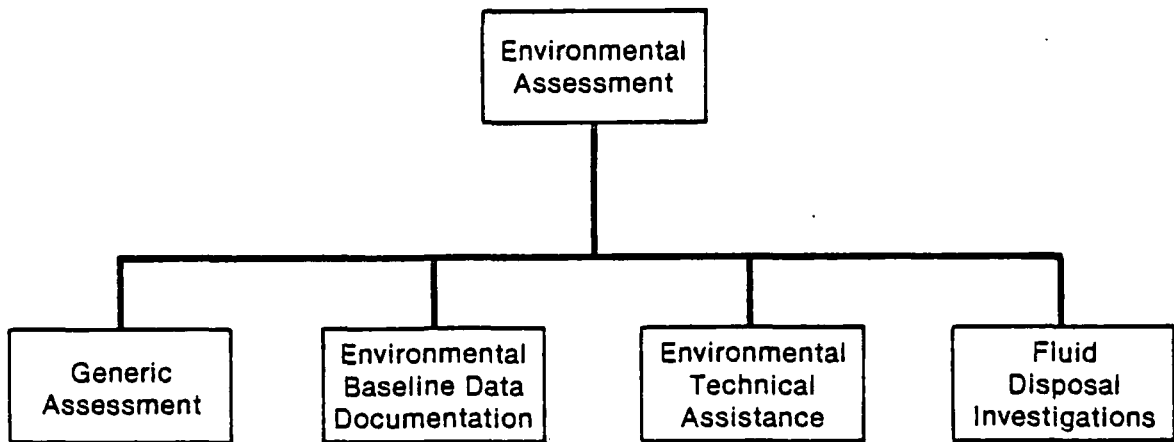 Environmental
Assessment
Generic
Assessment
Environmental
Baseline Data
Documentation
Environmental
Technical
Assistance
Fluid
Disposal
Investigations